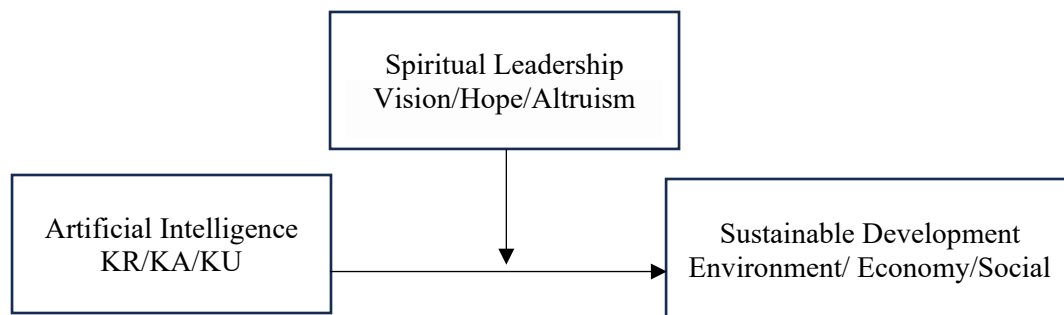 Spiritual Leadership
Vision/Hope/Altruism
Artificial Intelligence
KR/KA/KU
Sustainable Development
Environment/ Economy/Social